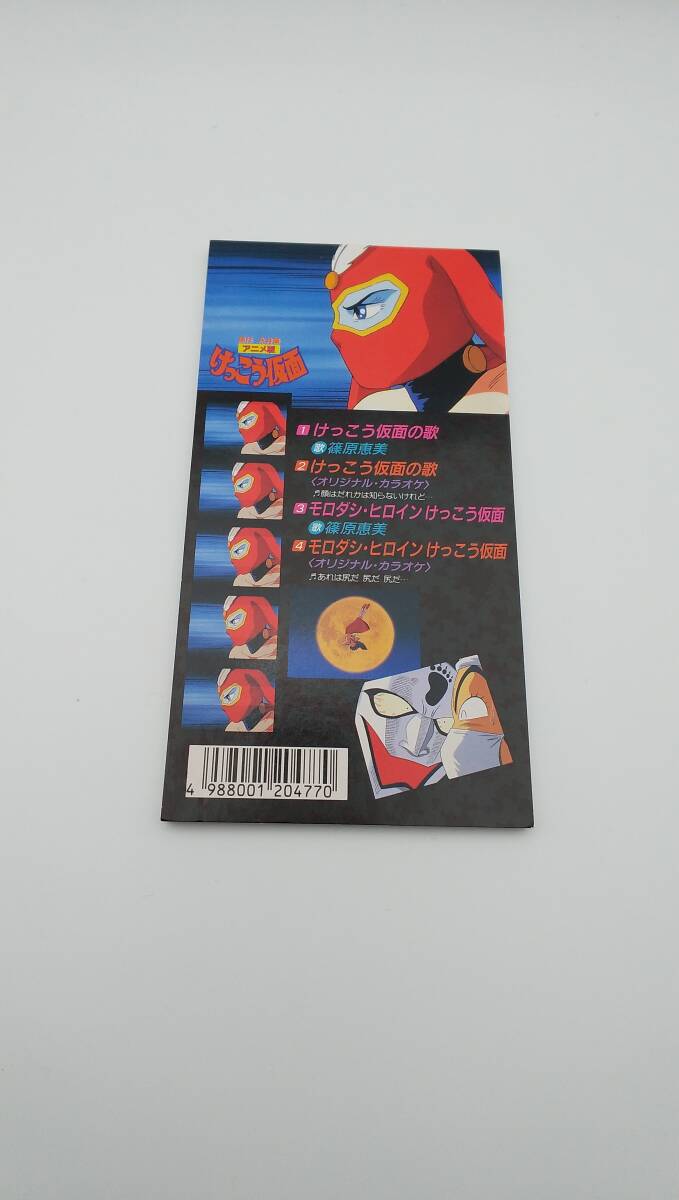 アニメ版
けっこう仮面
1 けっこう仮面の歌
歌 篠原恵美
2 けっこう仮面の歌
〈オリジナル・カラオケ〉
♬顔はだれかは知らないけれど…
3 モロダシ・ヒロイン けっこう仮面
歌 篠原恵美
4 モロダシ・ヒロイン けっこう仮面
〈オリジナル・カラオケ〉
♬あれは尻だ 尻だ 尻だ…
4 988001 204770